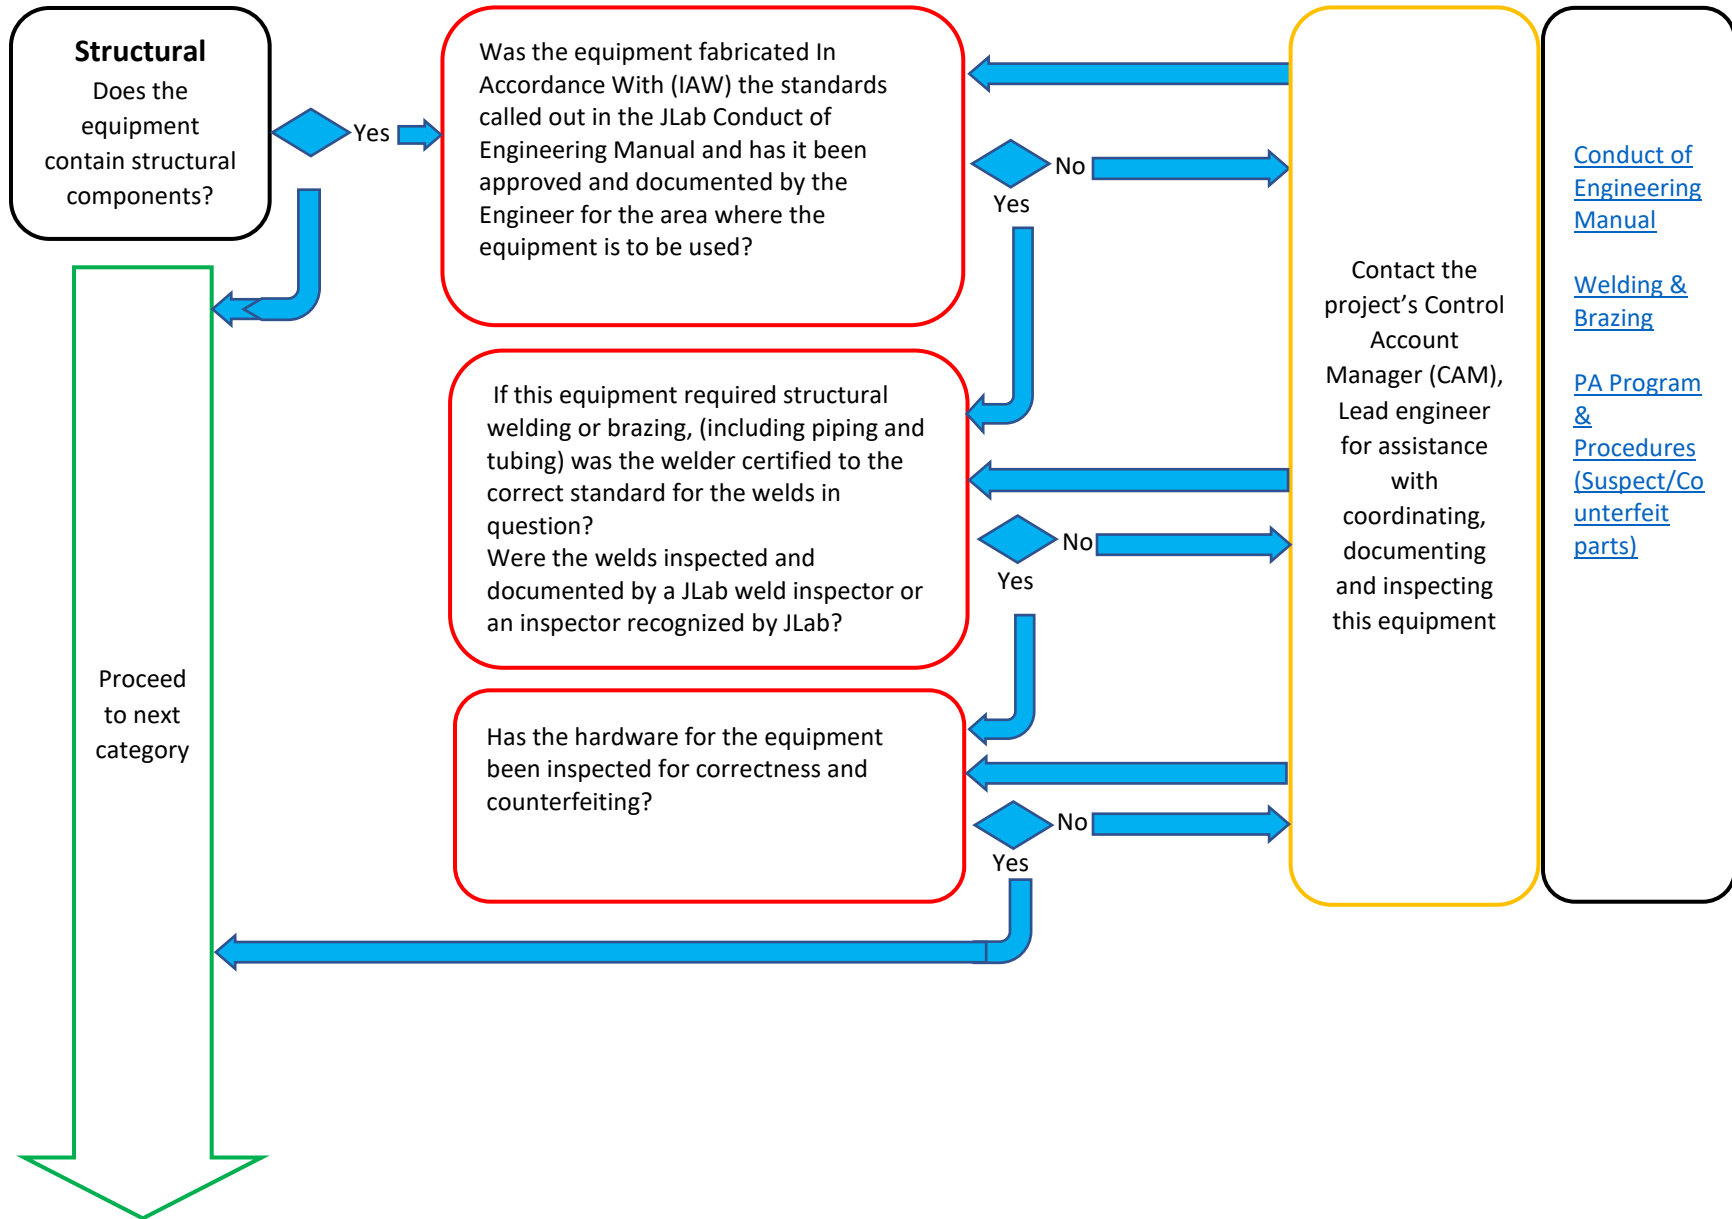 Structural
Does the
equipment
contain structural
components?
Yes
Was the equipment fabricated In
Accordance With (IAW) the standards
called out in the JLab Conduct of
Engineering Manual and has it been
approved and documented by the
Engineer for the area where the
equipment is to be used?
No
Yes
If this equipment required structural
welding or brazing, (including piping and
tubing) was the welder certified to the
correct standard for the welds in
question?
Were the welds inspected and
documented by a JLab weld inspector or
an inspector recognized by JLab?
No
Yes
Has the hardware for the equipment
been inspected for correctness and
counterfeiting?
No
Yes
Proceed
to next
category
Contact the
project’s Control
Account
Manager (CAM),
Lead engineer
for assistance
with
coordinating,
documenting
and inspecting
this equipment
Conduct of
Engineering
Manual
Welding &
Brazing
PA Program
&
Procedures
(Suspect/Co
unterfeit
parts)